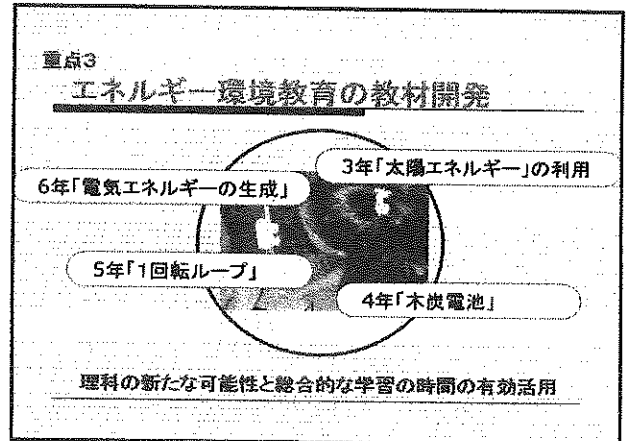 重点3
エネルギー環境教育の教材開発
3年「太陽エネルギー」の利用
6年「電気エネルギーの生成」
5年「1回転ループ」
4年「木炭電池」
理科の新たな可能性と総合的な学習の時間の有効活用